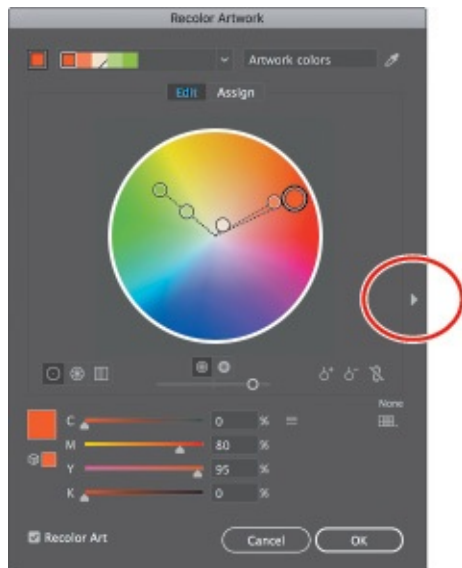 Recolor Artwork
Artwork colors
Edit Assign
None
C 0 %
M 80 %
Y 95 %
K 0 %
Recolor Art Cancel OK